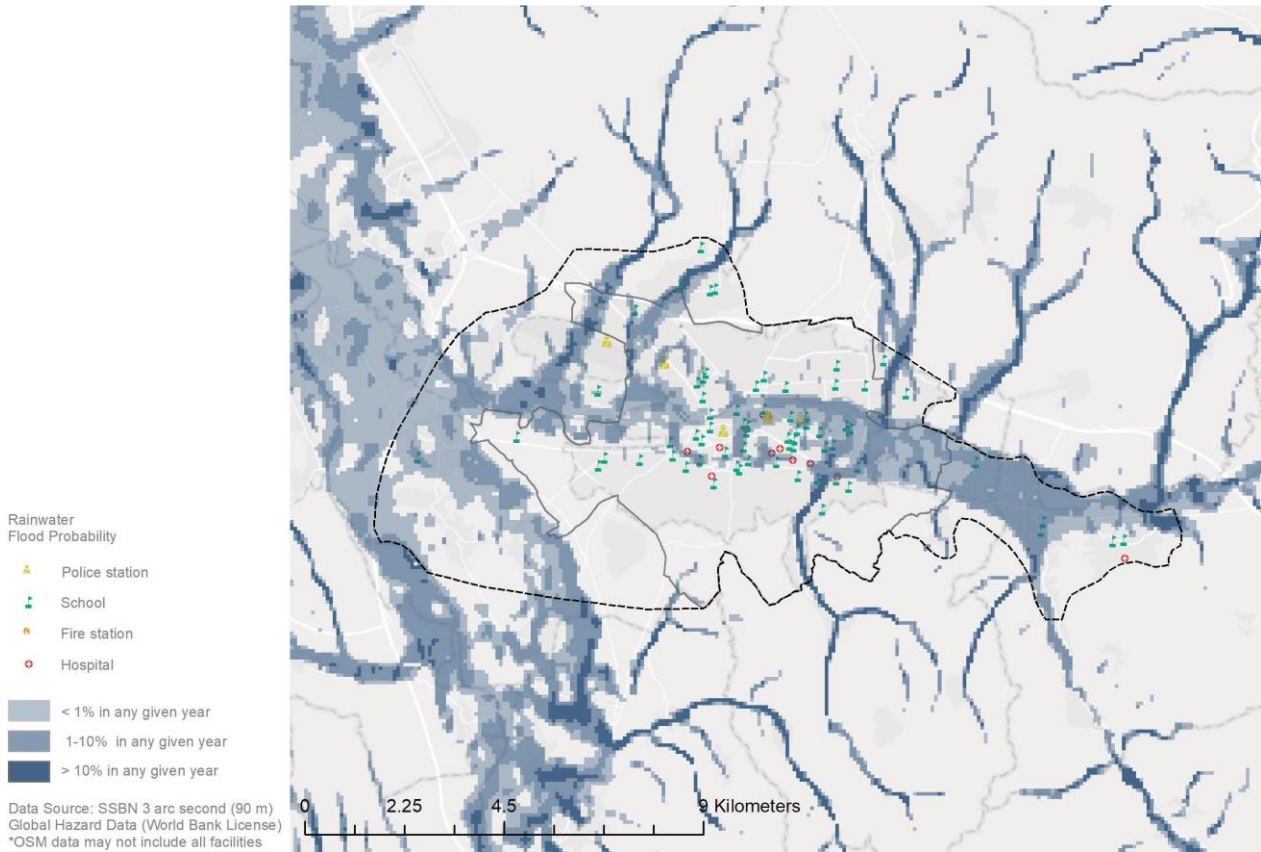 Rainwater
Flood Probability
Police station
School
Fire station
Hospital
< 1% in any given year
1-10% in any given year
> 10% in any given year
Data Source: SSBN 3 arc second (90 m)
Global Hazard Data (World Bank License)
*OSM data may not include all facilities
0 2.25 4.5 9 Kilometers